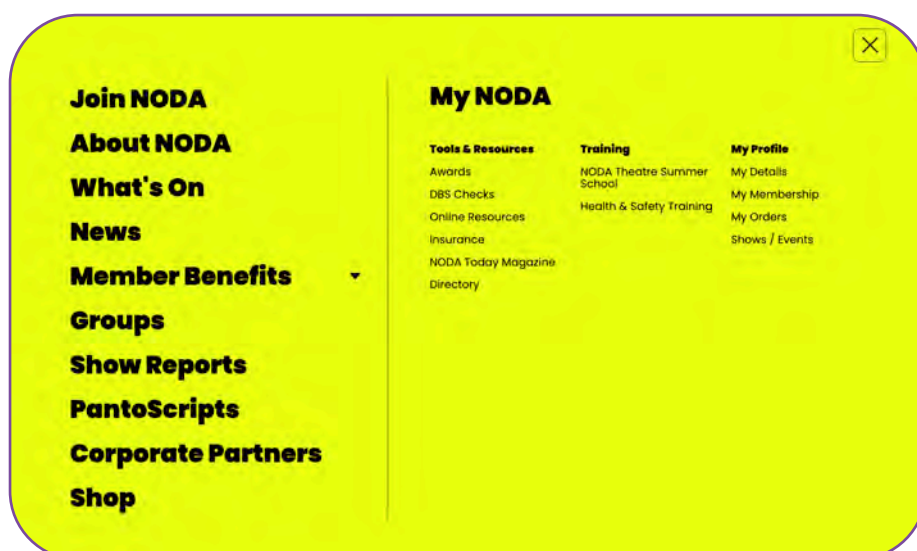 Join NODA
About NODA
What's On
News
Member Benefits
Groups
Show Reports
PantoScripts
Corporate Partners
Shop
My NODA
Tools & Resources
Awards
DBS Checks
Online Resources
Insurance
NODA Today Magazine
Directory
Training
NODA Theatre Summer
School
Health & Safety Training
My Profile
My Details
My Membership
My Orders
Shows / Events